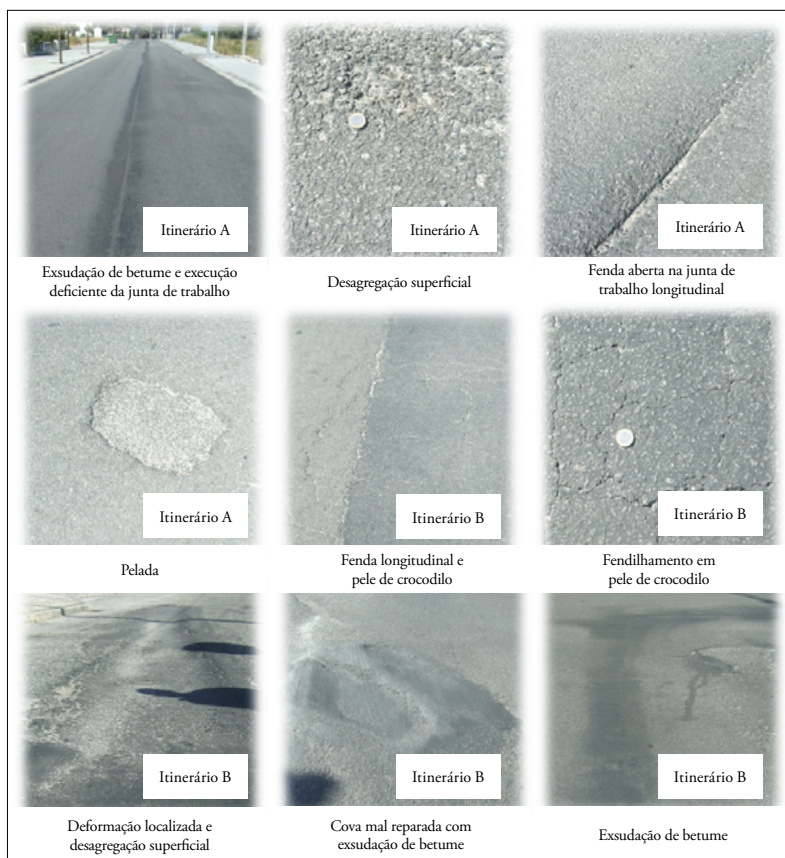 Itinerário A
Itinerário A
Itinerário A
Exsudação de betume e execução
deficiente da junta de trabalho
Desagregação superficial
Fenda aberta na junta de
trabalho longitudinal
Itinerário A
Itinerário B
Itinerário B
Pelada
Fenda longitudinal e
pele de crocodilo
Fendilhamento em
pele de crocodilo
Itinerário B
Itinerário B
Itinerário B
Deformação localizada e
desagregação superficial
Cova mal reparada com
exsudação de betume
Exsudação de betume